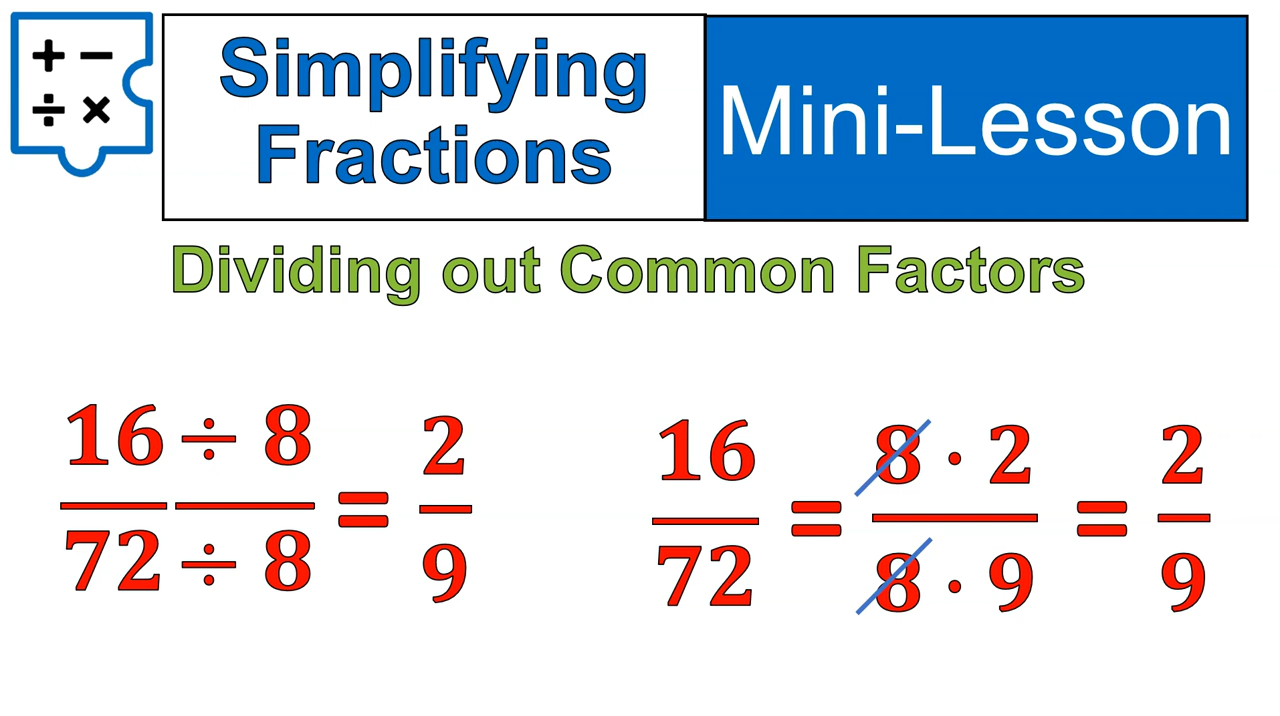 + −
÷ ×
Simplifying
Fractions
Mini-Lesson
Dividing out Common Factors
16 ÷ 8 / 72 ÷ 8 = 2 / 9
16 / 72 = 8 · 2 / 8 · 9 = 2 / 9